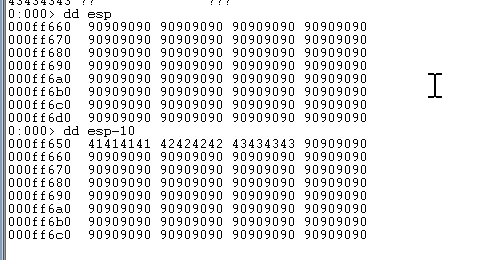 43434343 ??              ???
0:000> dd esp
000ff660  90909090 90909090 90909090 90909090
000ff670  90909090 90909090 90909090 90909090
000ff680  90909090 90909090 90909090 90909090
000ff690  90909090 90909090 90909090 90909090
000ff6a0  90909090 90909090 90909090 90909090
000ff6b0  90909090 90909090 90909090 90909090
000ff6c0  90909090 90909090 90909090 90909090
000ff6d0  90909090 90909090 90909090 90909090
0:000> dd esp-10
000ff650  41414141 42424242 43434343 90909090
000ff660  90909090 90909090 90909090 90909090
000ff670  90909090 90909090 90909090 90909090
000ff680  90909090 90909090 90909090 90909090
000ff690  90909090 90909090 90909090 90909090
000ff6a0  90909090 90909090 90909090 90909090
000ff6b0  90909090 90909090 90909090 90909090
000ff6c0  90909090 90909090 90909090 90909090